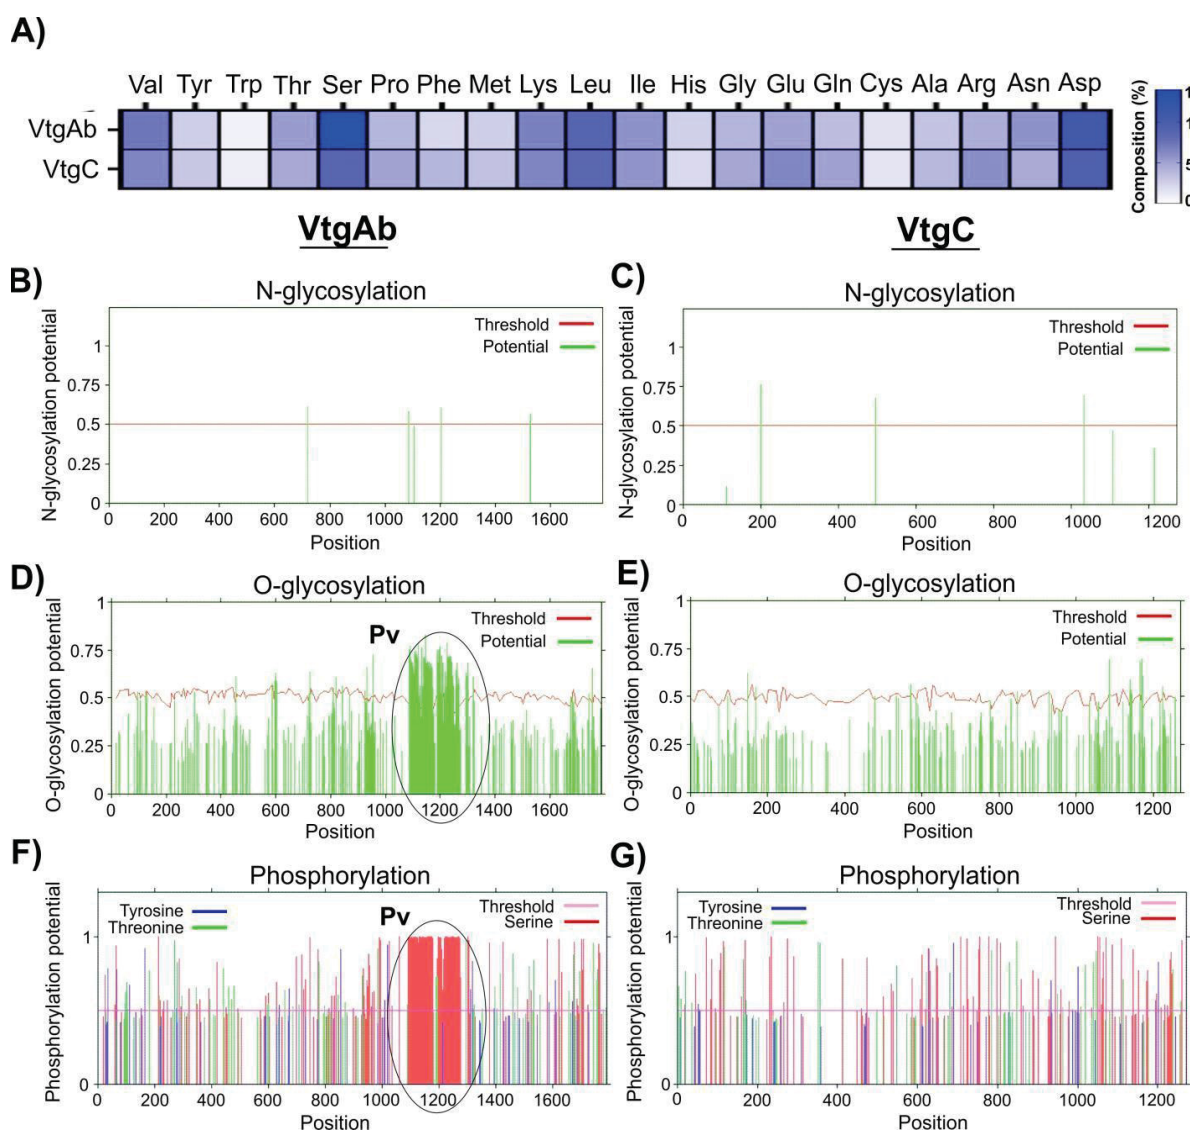 A)
Val Tyr Trp Thr Ser Pro Phe Met Lys Leu Ile His Gly Glu Gln Cys Ala Arg Asn Asp
VtgAb
VtgC
Composition (%)
1
1
5
0
VtgAb
VtgC
B)
N-glycosylation
N-glycosylation potential
Threshold
Potential
1
0.75
0.5
0.25
0
0 200 400 600 800 1000 1200 1400 1600
Position
C)
N-glycosylation
N-glycosylation potential
Threshold
Potential
1
0.75
0.5
0.25
0
0 200 400 600 800 1000 1200
Position
D)
O-glycosylation
O-glycosylation potential
Pv
Threshold
Potential
1
0.75
0.5
0.25
0
0 200 400 600 800 1000 1200 1400 1600
Position
E)
O-glycosylation
O-glycosylation potential
Threshold
Potential
1
0.75
0.5
0.25
0
0 200 400 600 800 1000 1200
Position
F)
Phosphorylation
Phosphorylation potential
Tyrosine
Threonine
Pv
Threshold
Serine
1
0
0 200 400 600 800 1000 1200 1400 1600
Position
G)
Phosphorylation
Phosphorylation potential
Tyrosine
Threonine
Threshold
Serine
1
0
0 200 400 600 800 1000 1200
Position